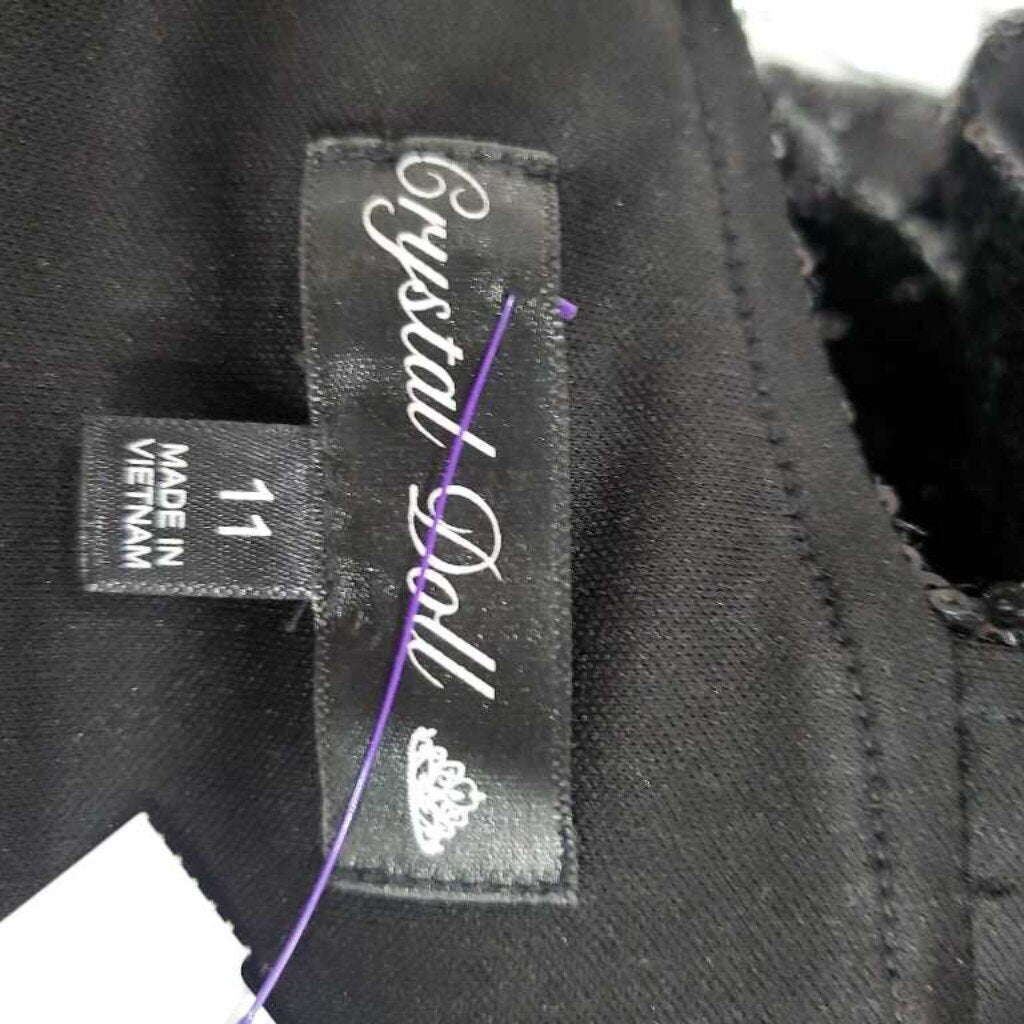 Crystal Doll
11
MADE IN
VIETNAM